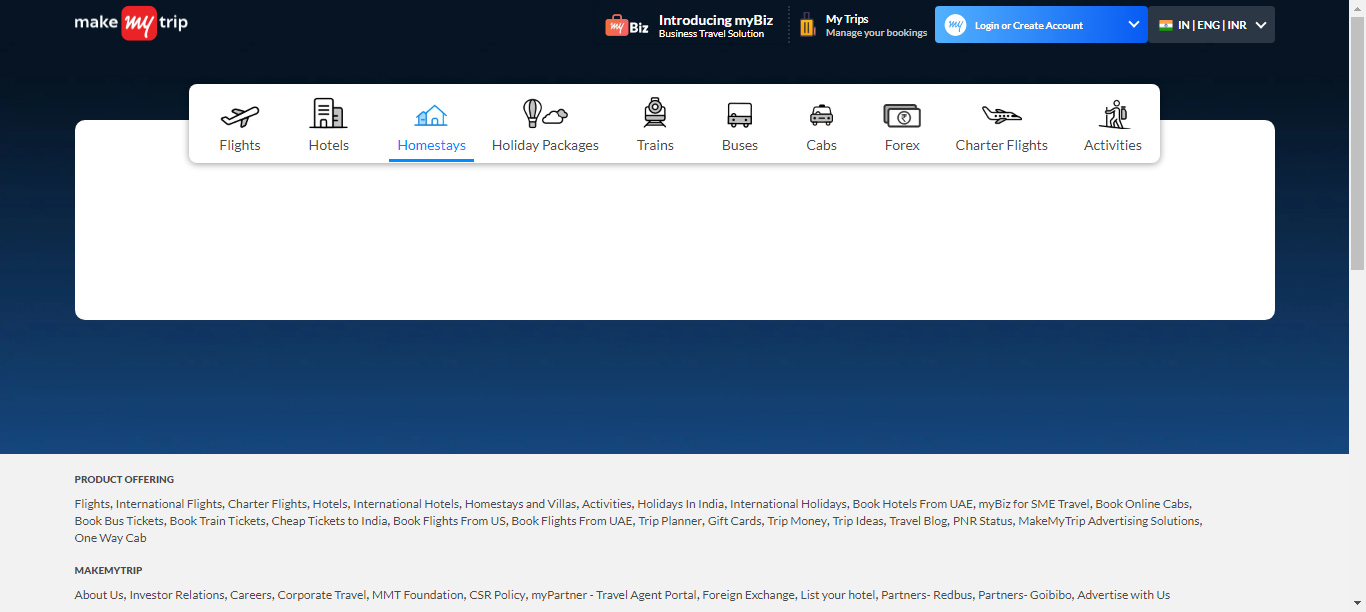 make my trip
my Biz
Introducing myBiz
Business Travel Solution
My Trips
Manage your bookings
my
Login or Create Account
IN | ENG | INR
Flights
Hotels
Homestays
Holiday Packages
Trains
Buses
Cabs
Forex
Charter Flights
Activities
PRODUCT OFFERING
Flights, International Flights, Charter Flights, Hotels, International Hotels, Homestays and Villas, Activities, Holidays In India, International Holidays, Book Hotels From UAE, myBiz for SME Travel, Book Online Cabs,
Book Bus Tickets, Book Train Tickets, Cheap Tickets to India, Book Flights From US, Book Flights From UAE, Trip Planner, Gift Cards, Trip Money, Trip Ideas, Travel Blog, PNR Status, MakeMyTrip Advertising Solutions,
One Way Cab
MAKEMYTRIP
About Us, Investor Relations, Careers, Corporate Travel, MMT Foundation, CSR Policy, myPartner - Travel Agent Portal, Foreign Exchange, List your hotel, Partners- Redbus, Partners- Goibibo, Advertise with Us